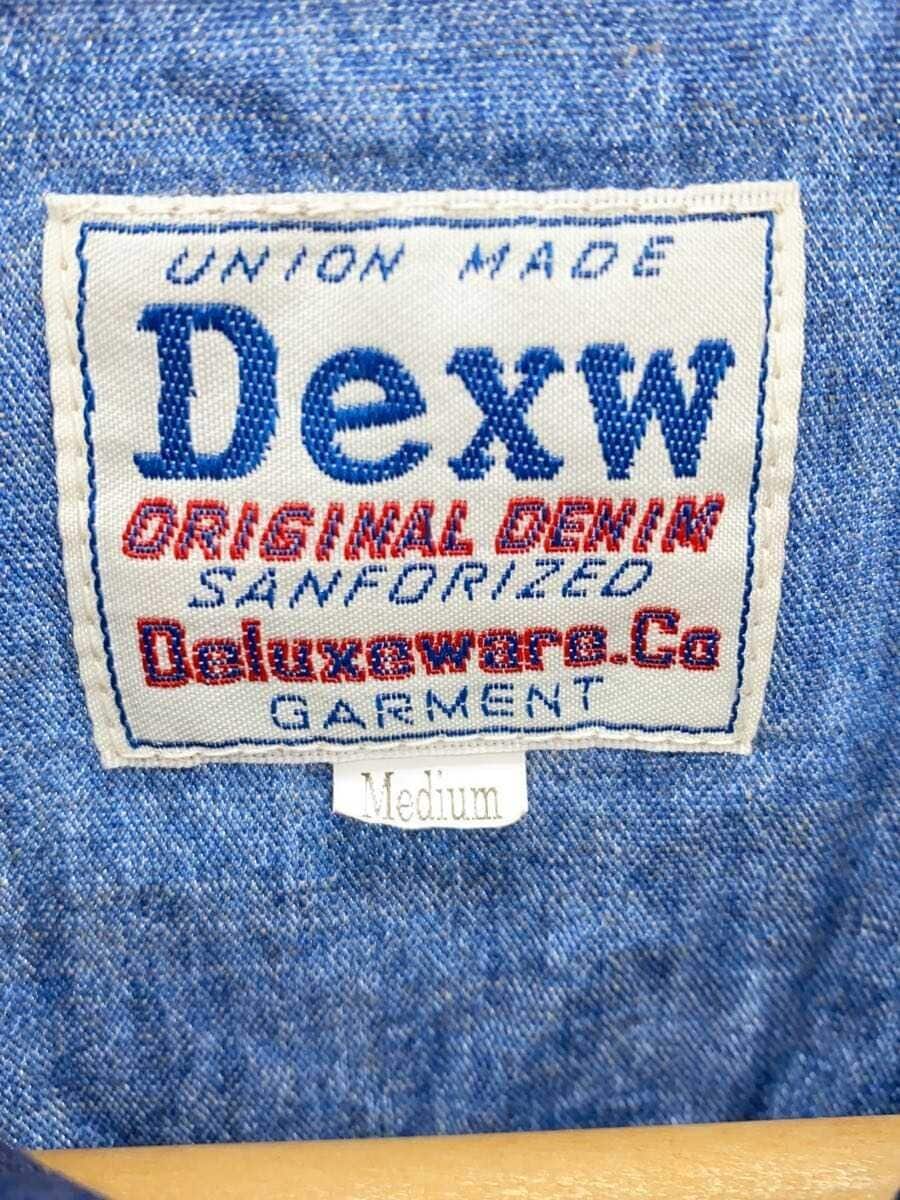 UNION MADE
Dexw
ORIGINAL DENIM
SANFORIZED
Deluxeware.Co
GARMENT
Medium